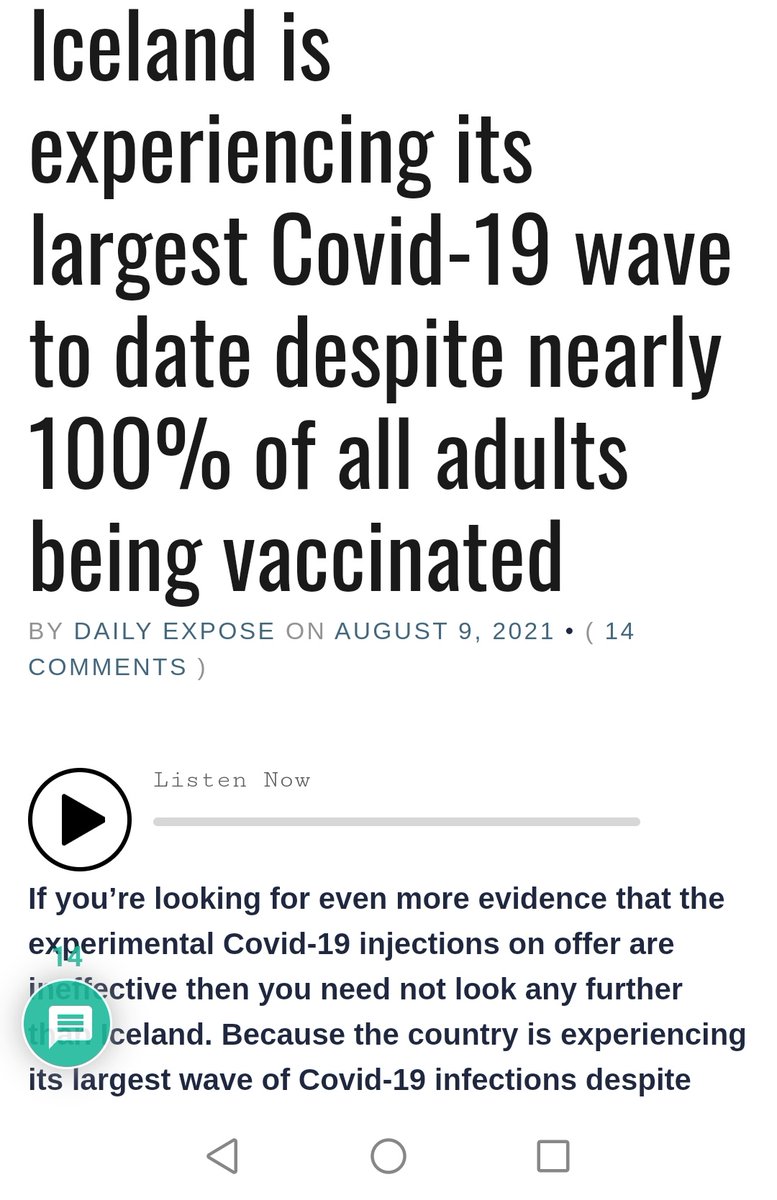 Iceland is
experiencing its
largest Covid-19 wave
to date despite nearly
100% of all adults
being vaccinated
BY DAILY EXPOSE ON AUGUST 9, 2021 • ( 14
COMMENTS )
Listen Now
If you’re looking for even more evidence that the
experimental Covid-19 injections on offer are
14
ineffective then you need not look any further
than Iceland. Because the country is experiencing
its largest wave of Covid-19 infections despite